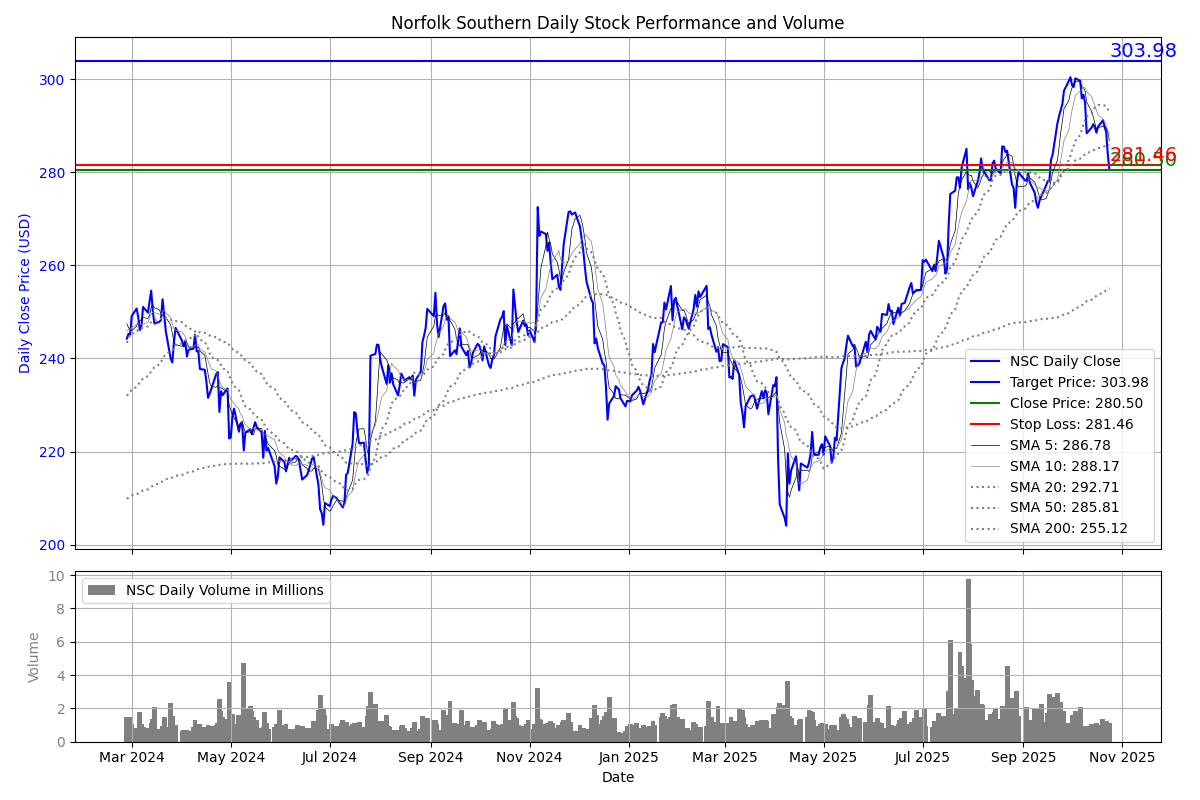 Norfolk Southern Daily Stock Performance and Volume
303.98
300
281.46
280.50
280
260
240
220
200
Daily Close Price (USD)
NSC Daily Close
Target Price: 303.98
Close Price: 280.50
Stop Loss: 281.46
SMA 5: 286.78
SMA 10: 288.17
SMA 20: 292.71
SMA 50: 285.81
SMA 200: 255.12
10
8
6
4
2
0
Volume
NSC Daily Volume in Millions
Mar 2024 May 2024 Jul 2024 Sep 2024 Nov 2024 Jan 2025 Mar 2025 May 2025 Jul 2025 Sep 2025 Nov 2025
Date